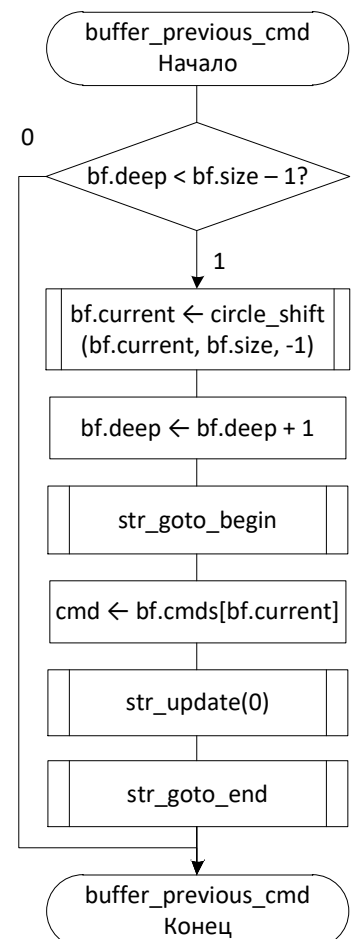 buffer_previous_cmd
Начало
0
bf.deep < bf.size – 1?
1
bf.current ← circle_shift
(bf.current, bf.size, -1)
bf.deep ← bf.deep + 1
str_goto_begin
cmd ← bf.cmds[bf.current]
str_update(0)
str_goto_end
buffer_previous_cmd
Конец